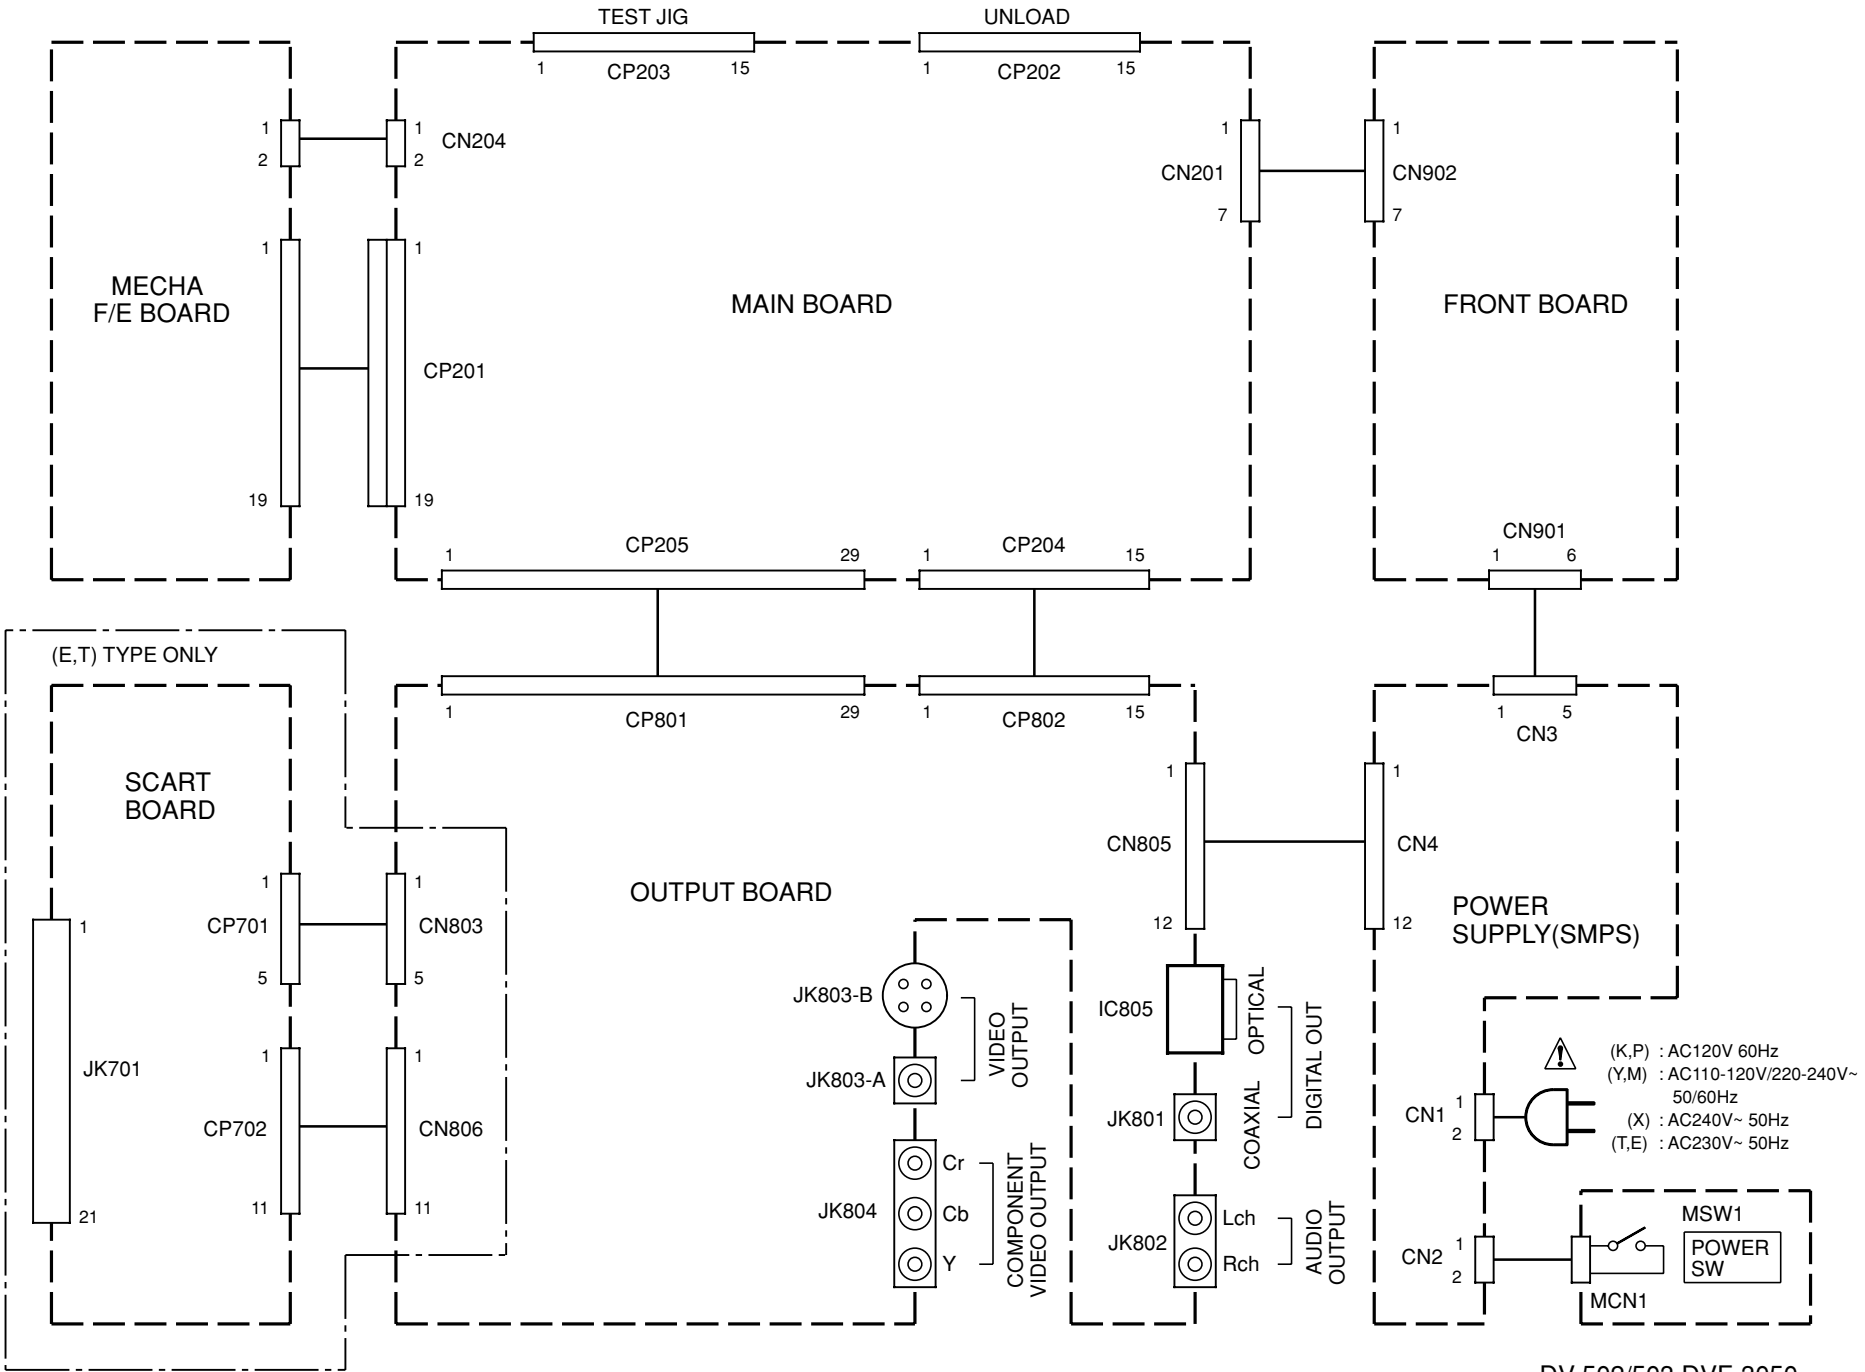 TEST JIG
1 CP203 15
UNLOAD
1 CP202 15
1
2
1
2
CN204
1
CN201
7
1
CN902
7
1
19
1
CP201
19
MECHA
F/E BOARD
MAIN BOARD
FRONT BOARD
1 CP205 29
1 CP204 15
CN901
1 6
(E,T) TYPE ONLY
1 CP801 29
1 CP802 15
1 5
CN3
SCART
BOARD
1
CN805
12
1
CN4
12
OUTPUT BOARD
POWER
SUPPLY(SMPS)
1
CP701
5
1
CN803
5
1
JK701
21
1
CP702
11
1
CN806
11
JK803-B
JK803-A
VIDEO
OUTPUT
JK804
Cr
Cb
Y
COMPONENT
VIDEO OUTPUT
IC805
OPTICAL
JK801
COAXIAL
DIGITAL OUT
JK802
Lch
Rch
AUDIO
OUTPUT
CN1
1
2
(K,P) : AC120V 60Hz
(Y,M) : AC110-120V/220-240V~
50/60Hz
(X) : AC240V~ 50Hz
(T,E) : AC230V~ 50Hz
CN2
1
2
MSW1
POWER
SW
MCN1